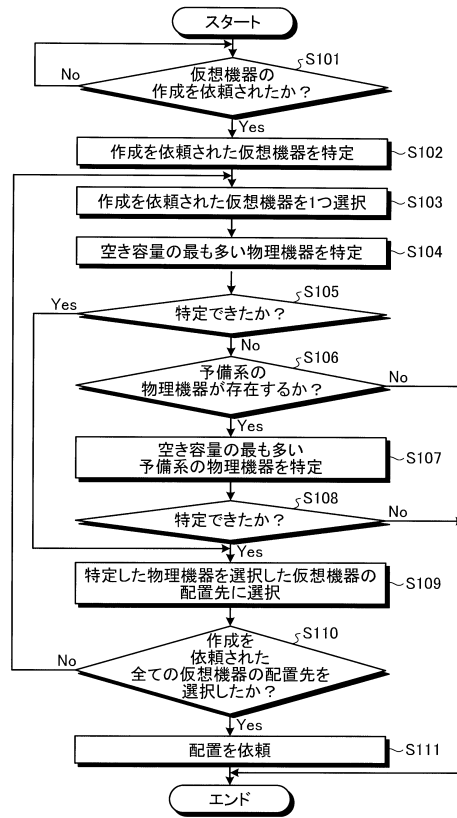 スタート
S101
仮想機器の
作成を依頼されたか？
No
Yes
作成を依頼された仮想機器を特定
S102
作成を依頼された仮想機器を1つ選択
S103
空き容量の最も多い物理機器を特定
S104
S105
Yes
特定できたか？
No
S106
予備系の
物理機器が存在するか？
No
Yes
空き容量の最も多い
予備系の物理機器を特定
S107
S108
特定できたか？
No
Yes
特定した物理機器を選択した仮想機器の
配置先に選択
S109
S110
作成を
依頼された
全ての仮想機器の配置先を
選択したか？
No
Yes
配置を依頼
S111
エンド